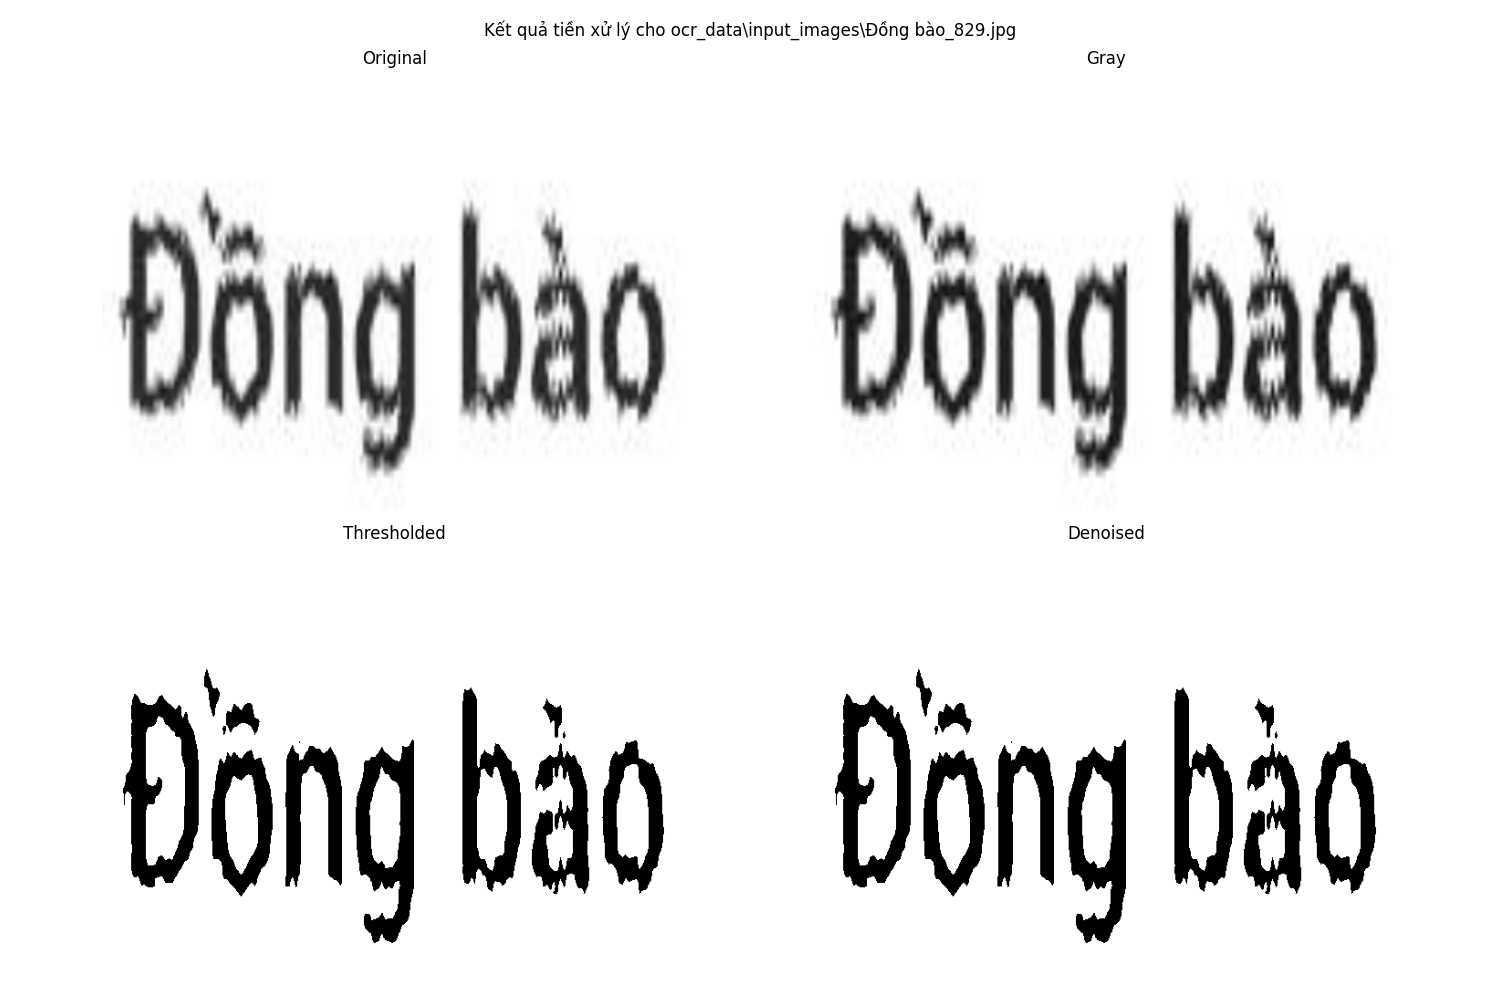 Kết quả tiền xử lý cho ocr_data\input_images\Đồng bào_829.jpg
Original
Gray
Đồng bào
Đồng bào
Thresholded
Denoised
Đồng bào
Đồng bào